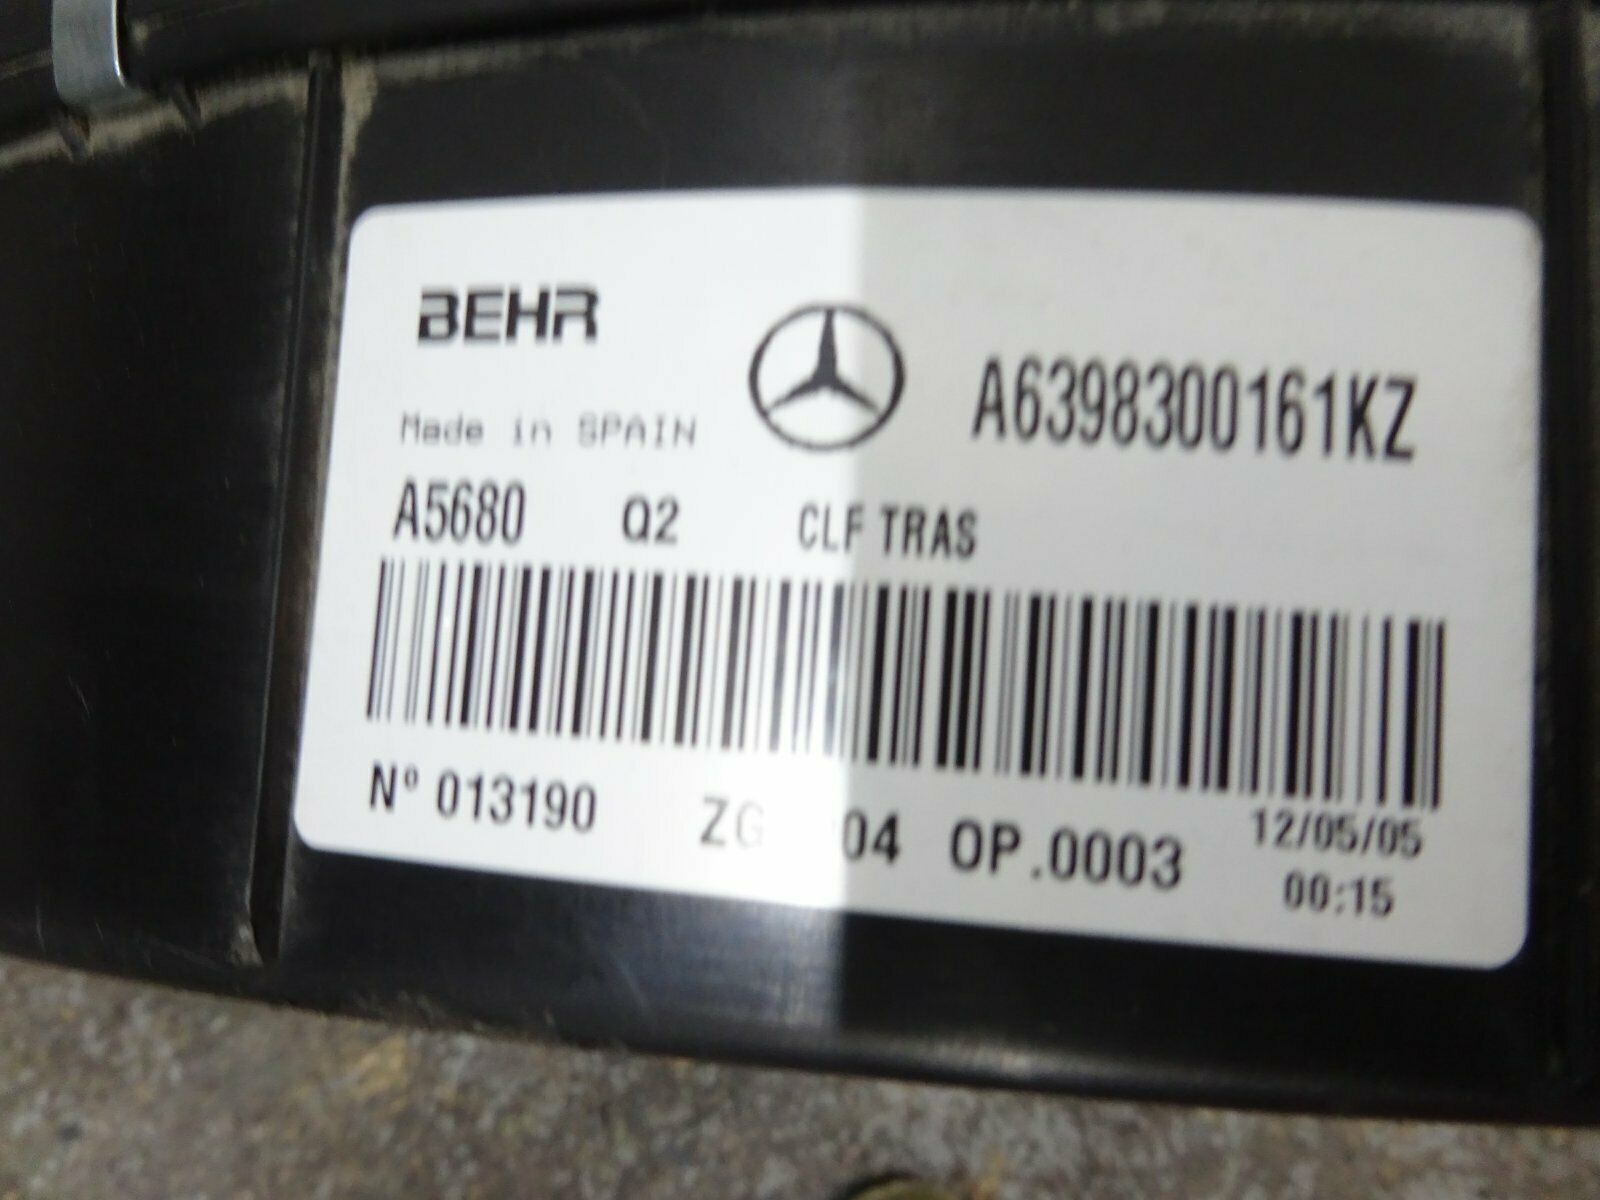 BEHR
A6398300161KZ
Made in SPAIN
A5680 Q2 CLF TRAS
Nº 013190 04 OP.0003 12/05/05
00:15